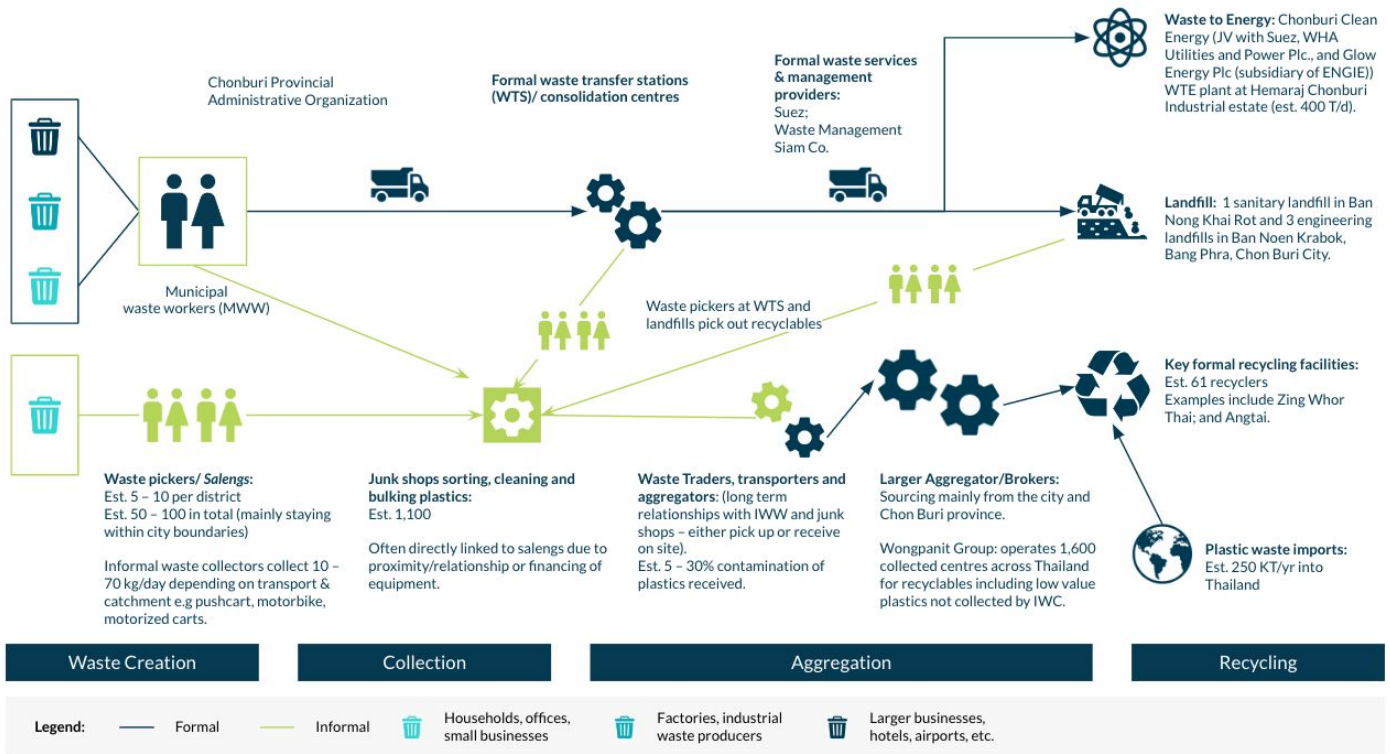 Chonburi Provincial
Administrative Organization
Formal waste transfer stations
(WTS)/ consolidation centres
Formal waste services
& management
providers:
Suez;
Waste Management
Siam Co.
Waste to Energy: Chonburi Clean
Energy (JV with Suez, WHA
Utilities and Power Plc., and Glow
Energy Plc (subsidiary of ENGIE))
WTE plant at Hemaraj Chonburi
Industrial estate (est. 400 T/d).
Landfill: 1 sanitary landfill in Ban
Nong Khai Rot and 3 engineering
landfills in Ban Noen Krabok,
Bang Phra, Chon Buri City.
Municipal
waste workers (MWW)
Waste pickers at WTS and
landfills pick out recyclables
Key formal recycling facilities:
Est. 61 recyclers
Examples include Zing Whor
Thai; and Angtai.
Waste pickers/ Salengs:
Est. 5 – 10 per district
Est. 50 – 100 in total (mainly staying
within city boundaries)
Informal waste collectors collect 10 –
70 kg/day depending on transport &
catchment e.g pushcart, motorbike,
motorized carts.
Junk shops sorting, cleaning and
bulking plastics:
Est. 1,100
Often directly linked to salengs due to
proximity/relationship or financing of
equipment.
Waste Traders, transporters and
aggregators: (long term
relationships with IWW and junk
shops – either pick up or receive
on site).
Est. 5 – 30% contamination of
plastics received.
Larger Aggregator/Brokers:
Sourcing mainly from the city and
Chon Buri province.
Wongpanit Group: operates 1,600
collected centres across Thailand
for recyclables including low value
plastics not collected by IWC.
Plastic waste imports:
Est. 250 KT/yr into
Thailand
Waste Creation
Collection
Aggregation
Recycling
Legend:
Formal
Informal
Households, offices,
small businesses
Factories, industrial
waste producers
Larger businesses,
hotels, airports, etc.